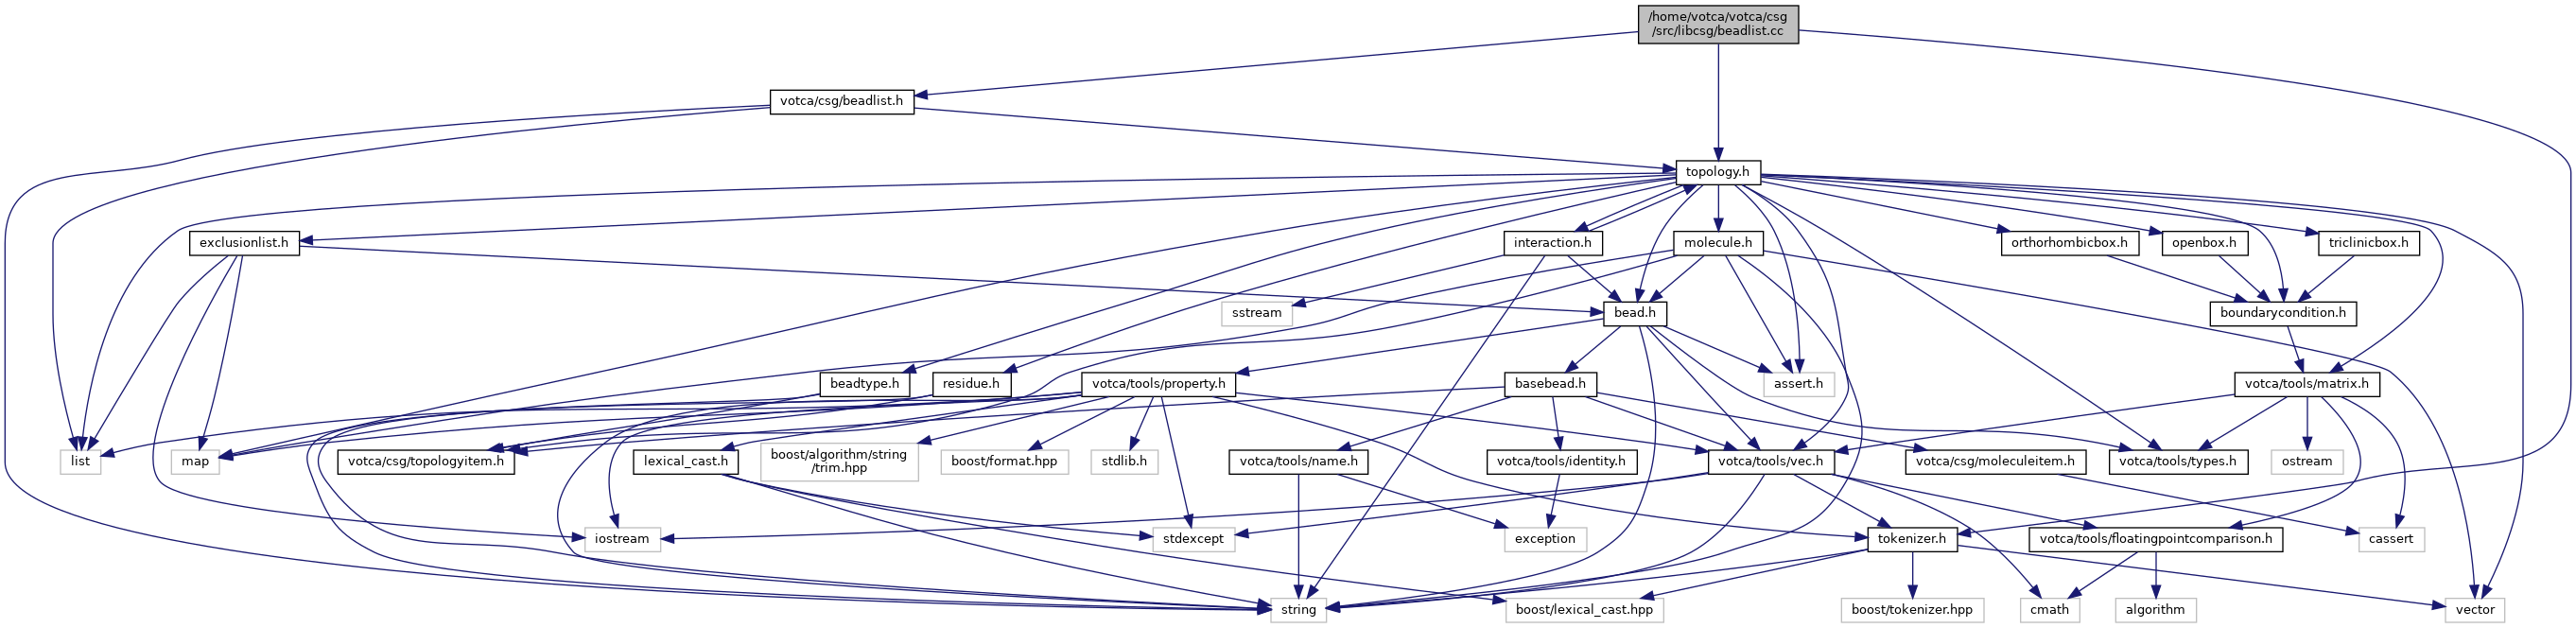 /home/votca/votca/csg
/src/libcsg/beadlist.cc
votca/csg/beadlist.h
topology.h
exclusionlist.h
interaction.h
molecule.h
orthorhombicbox.h
openbox.h
triclinicbox.h
sstream
bead.h
boundarycondition.h
beadtype.h
residue.h
votca/tools/property.h
basebead.h
assert.h
votca/tools/matrix.h
list
map
votca/csg/topologyitem.h
lexical_cast.h
boost/algorithm/string
/trim.hpp
boost/format.hpp
stdlib.h
votca/tools/name.h
votca/tools/identity.h
votca/tools/vec.h
votca/csg/moleculeitem.h
votca/tools/types.h
ostream
iostream
stdexcept
exception
tokenizer.h
votca/tools/floatingpointcomparison.h
cassert
string
boost/lexical_cast.hpp
boost/tokenizer.hpp
cmath
algorithm
vector